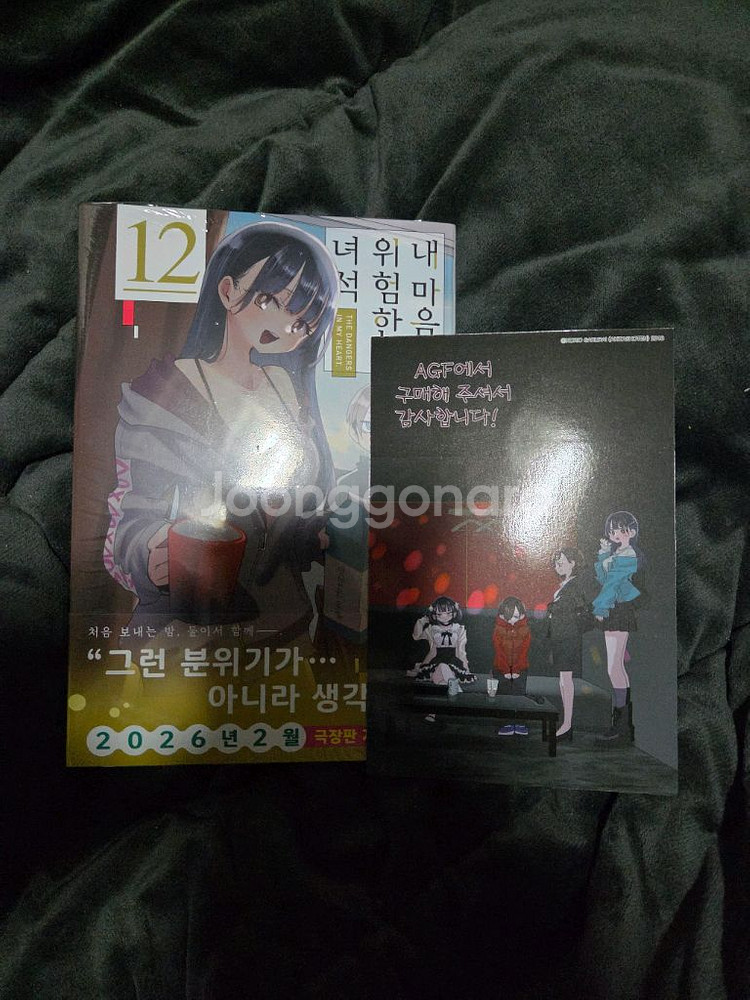 12
내 마음
위험한
녀석
THE DANGERS
IN MY HEART.
처음 보내는 밤, 둘이서 함께——.
“그런 분위기가…
아니라 생각
2026년 2월 극장판
AGF에서
구매해 주셔서
감사합니다!
Joonggonara